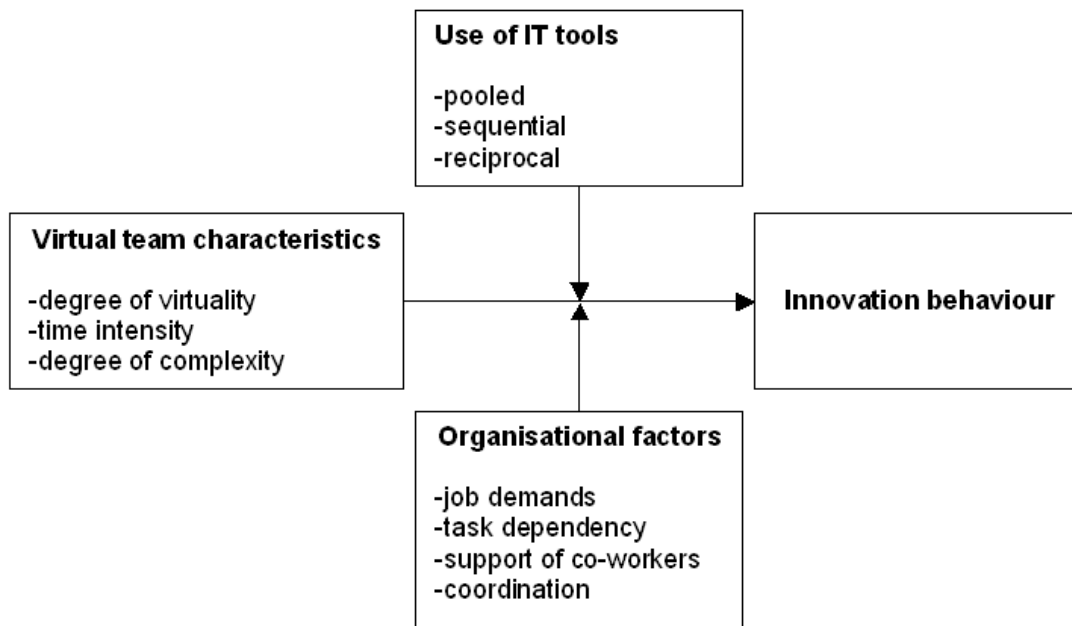 Use of IT tools
-pooled
-sequential
-reciprocal
Virtual team characteristics
-degree of virtuality
-time intensity
-degree of complexity
Innovation behaviour
Organisational factors
-job demands
-task dependency
-support of co-workers
-coordination